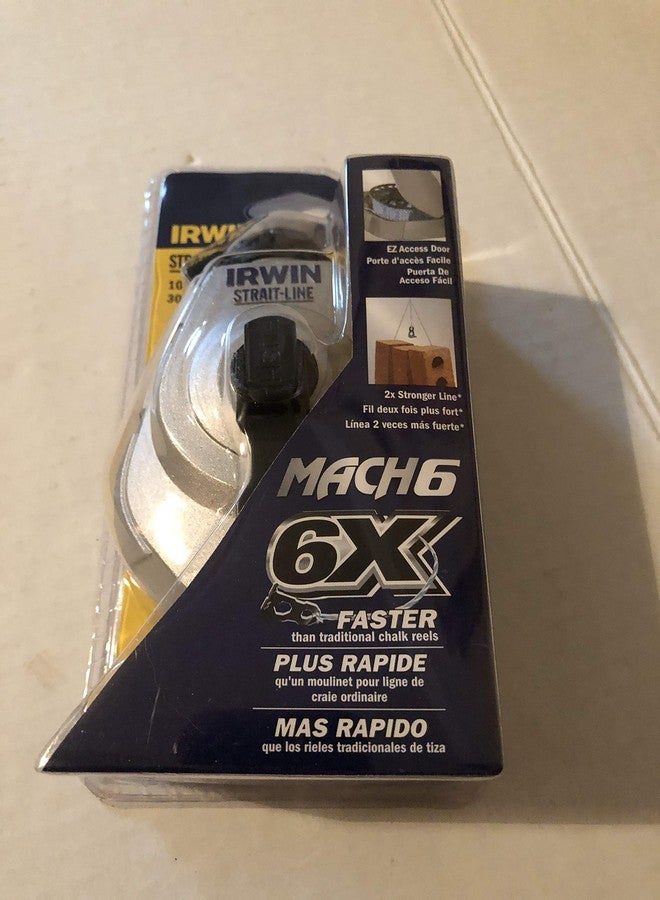 IRWIN
IRWIN
STRAIT-LINE
EZ Access Door
Porte d'accès Facile
Puerta De
Acceso Fácil
2x Stronger Line*
Fil deux fois plus fort*
Línea 2 veces más fuerte*
MACH6
6X
FASTER
than traditional chalk reels
PLUS RAPIDE
qu'un moulinet pour ligne de
craie ordinaire
MAS RAPIDO
que los rieles tradicionales de tiza